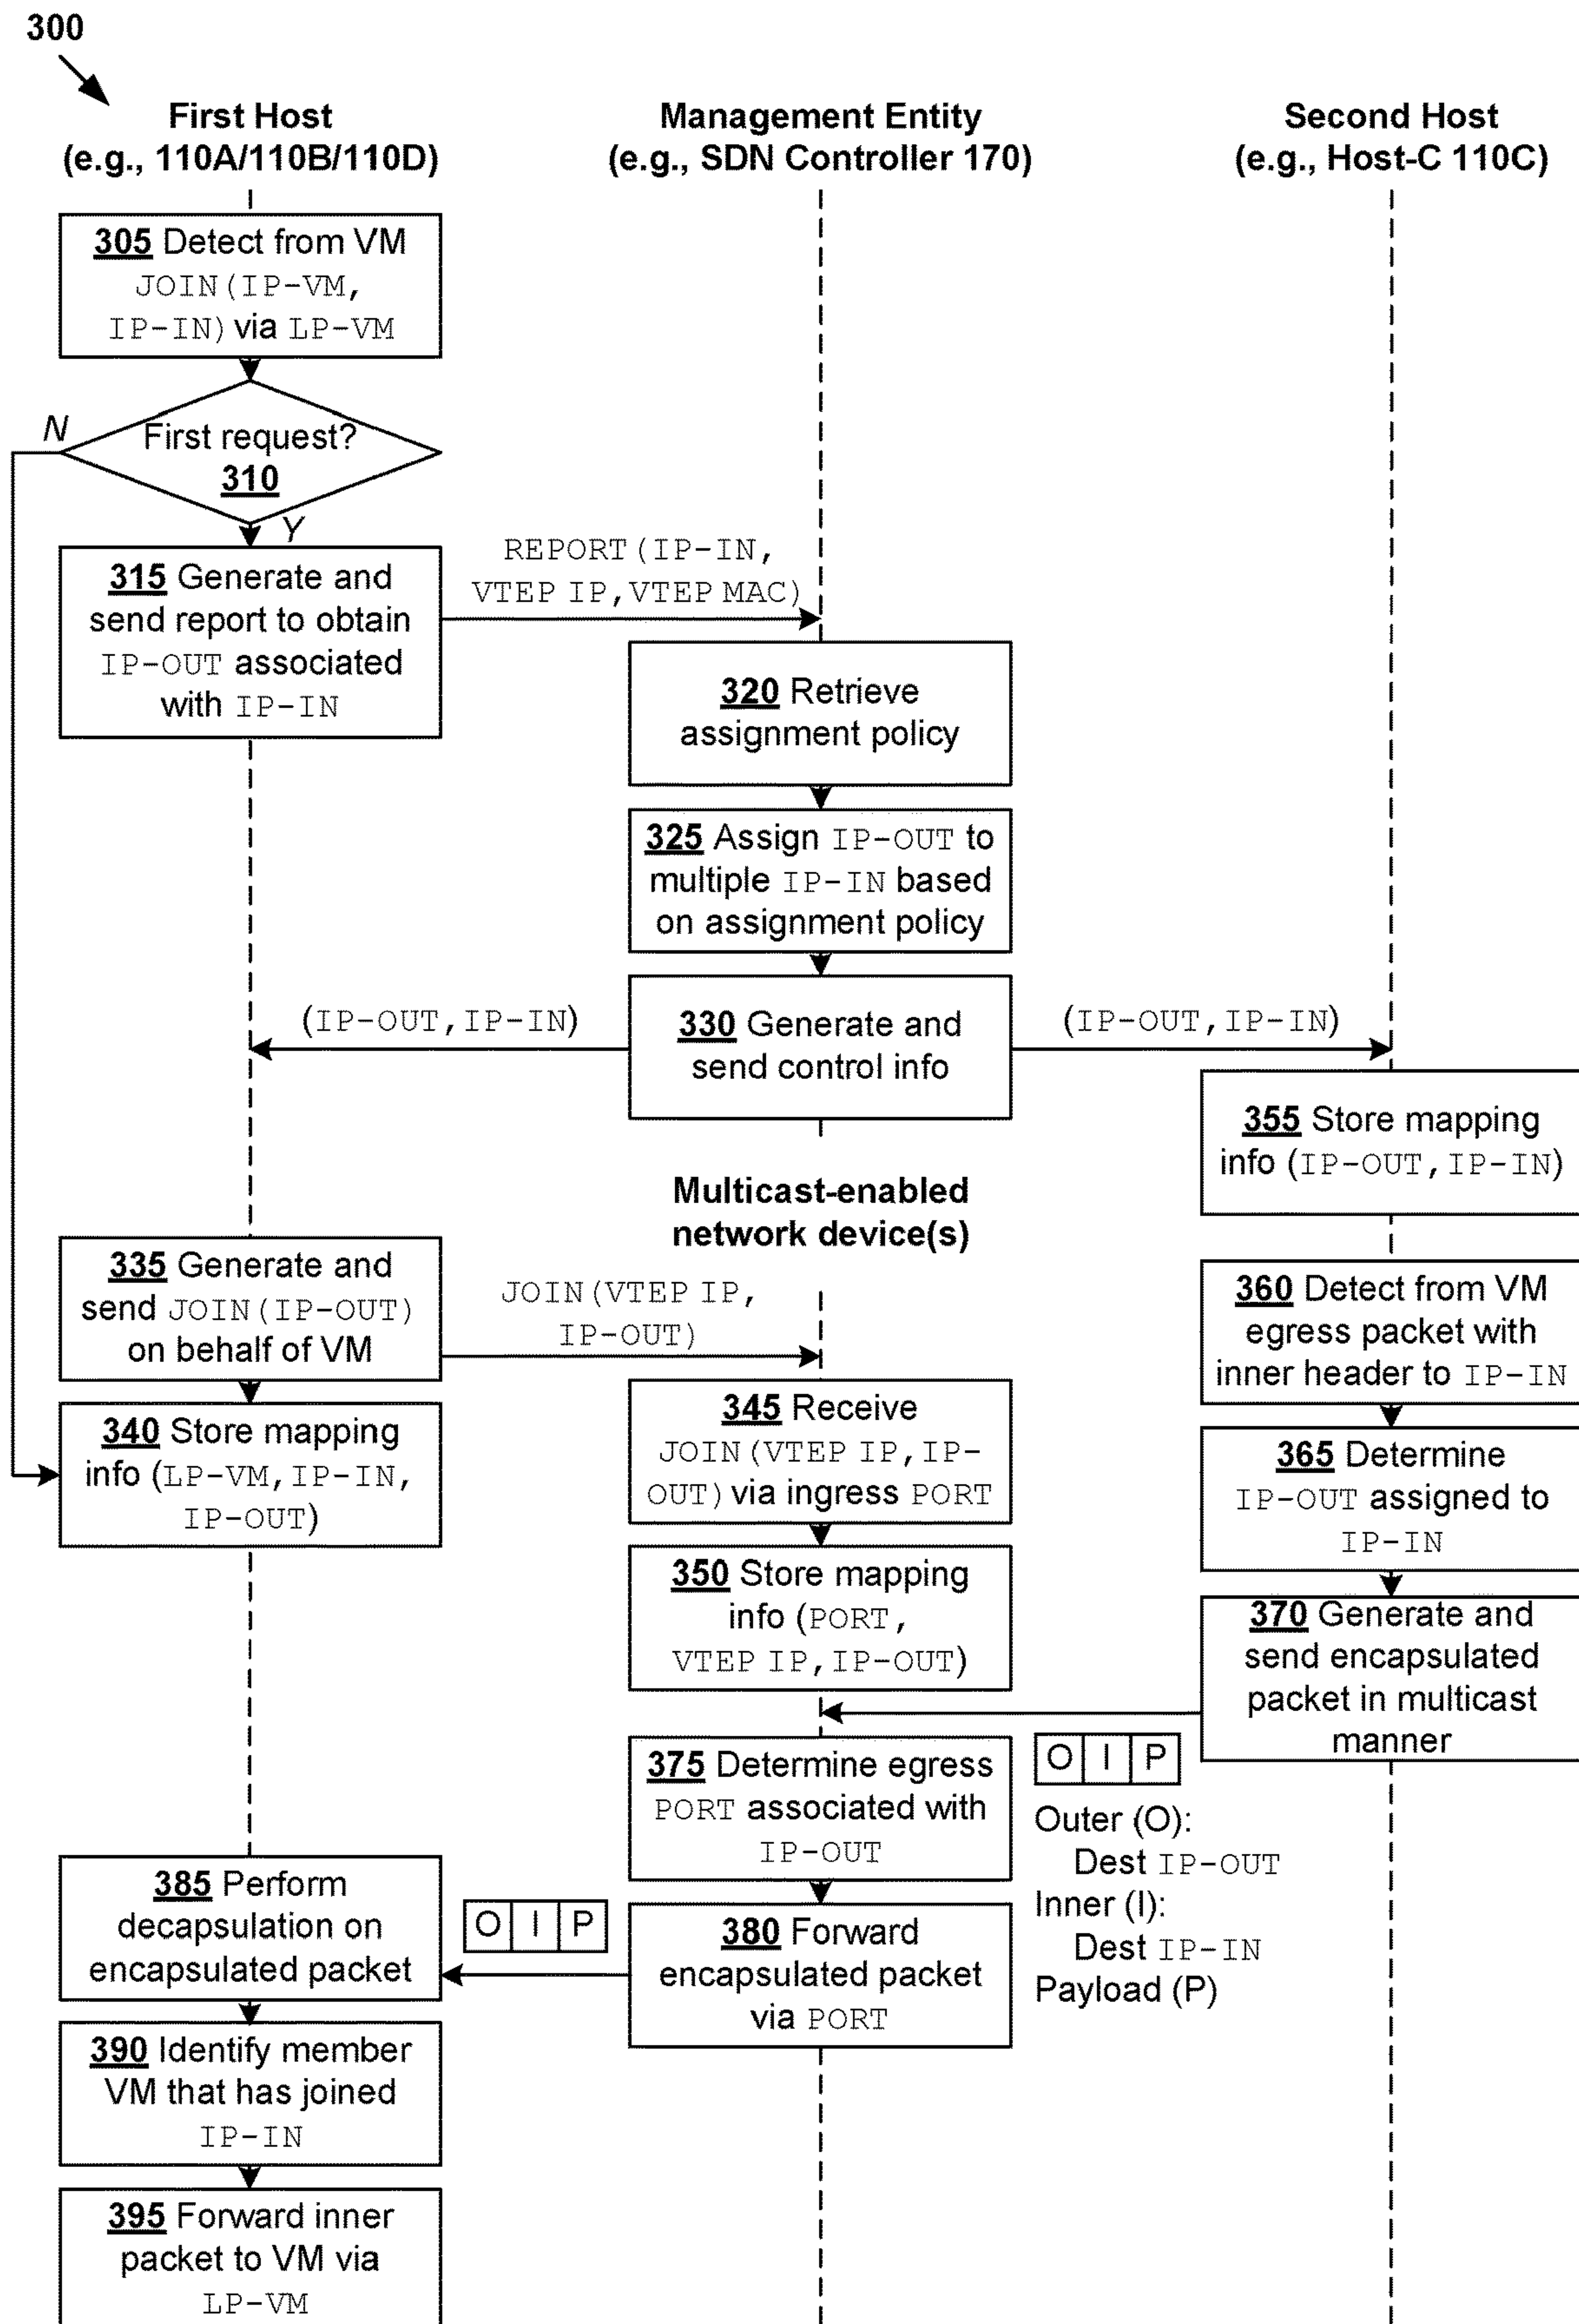 300
First Host
(e.g., 110A/110B/110D)
Management Entity
(e.g., SDN Controller 170)
Second Host
(e.g., Host-C 110C)
305 Detect from VM
JOIN(IP-VM,
IP-IN) via LP-VM
N
First request?
310
Y
315 Generate and
send report to obtain
IP-OUT associated
with IP-IN
REPORT(IP-IN,
VTEP IP,VTEP MAC)
320 Retrieve
assignment policy
325 Assign IP-OUT to
multiple IP-IN based
on assignment policy
(IP-OUT,IP-IN)
330 Generate and
send control info
(IP-OUT,IP-IN)
355 Store mapping
info (IP-OUT,IP-IN)
Multicast-enabled
network device(s)
335 Generate and
send JOIN(IP-OUT)
on behalf of VM
JOIN(VTEP IP,
IP-OUT)
360 Detect from VM
egress packet with
inner header to IP-IN
340 Store mapping
info (LP-VM,IP-IN,
IP-OUT)
345 Receive
JOIN(VTEP IP,IP-
OUT) via ingress PORT
365 Determine
IP-OUT assigned to
IP-IN
350 Store mapping
info (PORT,
VTEP IP,IP-OUT)
370 Generate and
send encapsulated
packet in multicast
manner
375 Determine egress
PORT associated with
IP-OUT
O I P
Outer (O):
Dest IP-OUT
Inner (I):
Dest IP-IN
Payload (P)
385 Perform
decapsulation on
encapsulated packet
O I P
380 Forward
encapsulated packet
via PORT
390 Identify member
VM that has joined
IP-IN
395 Forward inner
packet to VM via
LP-VM